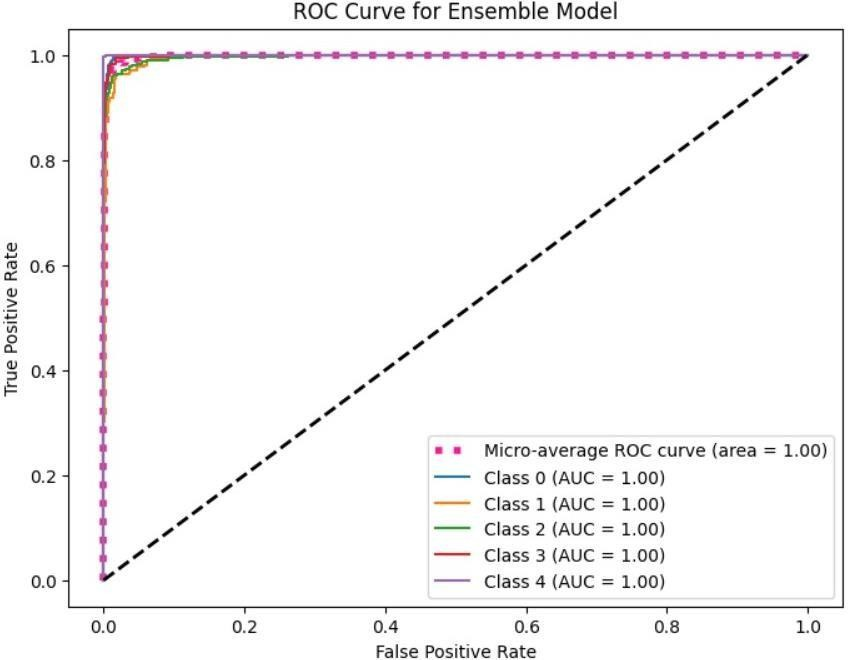 ROC Curve for Ensemble Model
True Positive Rate
1.0
0.8
0.6
0.4
0.2
0.0
Micro-average ROC curve (area = 1.00)
Class 0 (AUC = 1.00)
Class 1 (AUC = 1.00)
Class 2 (AUC = 1.00)
Class 3 (AUC = 1.00)
Class 4 (AUC = 1.00)
0.0 0.2 0.4 0.6 0.8 1.0
False Positive Rate